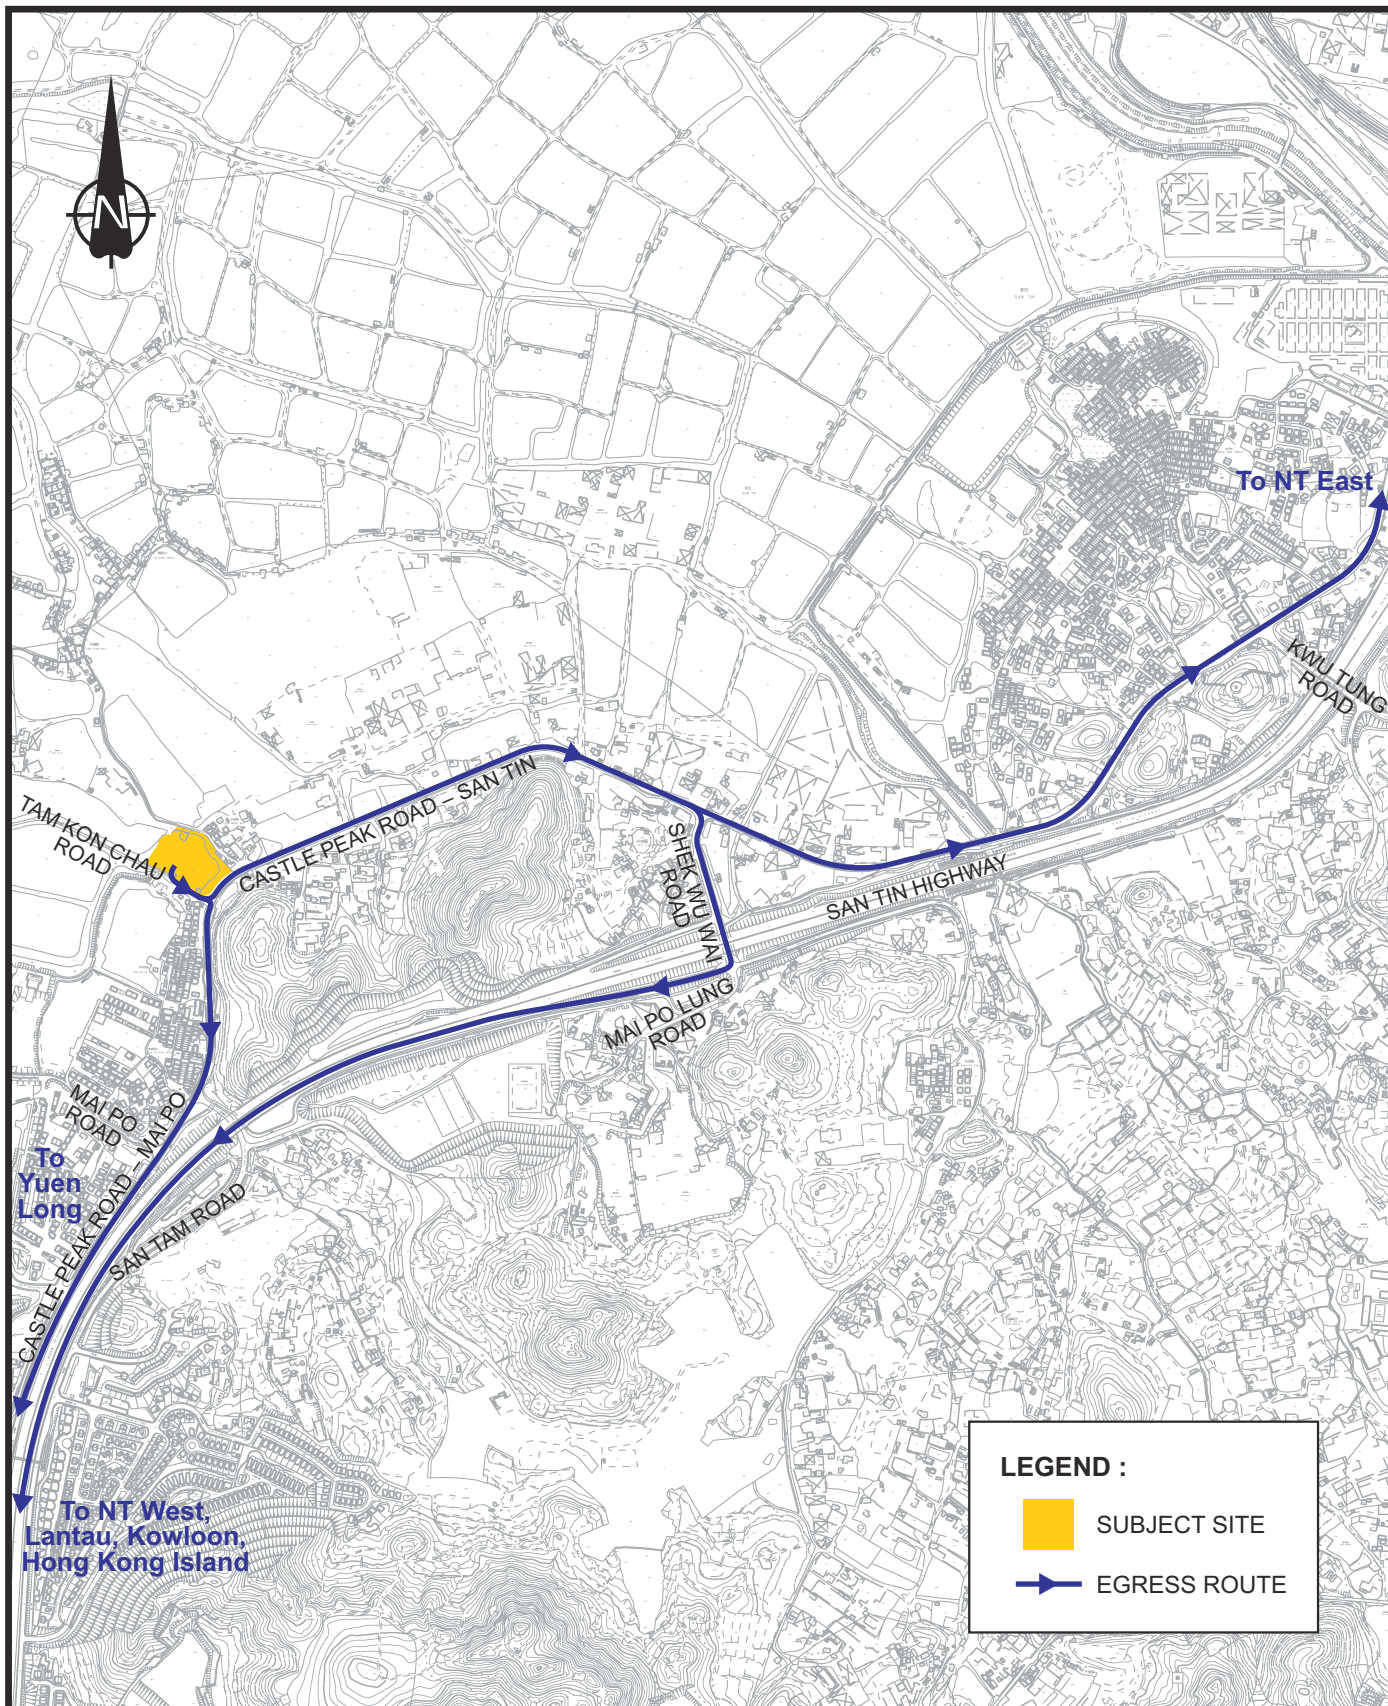 N
SAN TIN
To NT East
KWU TUNG
ROAD
CASTLE PEAK ROAD – SAN TIN
TAM KON CHAU
ROAD
SHEK WU WAI
ROAD
SAN TIN HIGHWAY
MAI PO LUNG
ROAD
MAI PO
ROAD
CASTLE PEAK ROAD – MAI PO
To
Yuen
Long
SAN TAM ROAD
To NT West,
Lantau, Kowloon,
Hong Kong Island
LEGEND :
SUBJECT SITE
EGRESS ROUTE